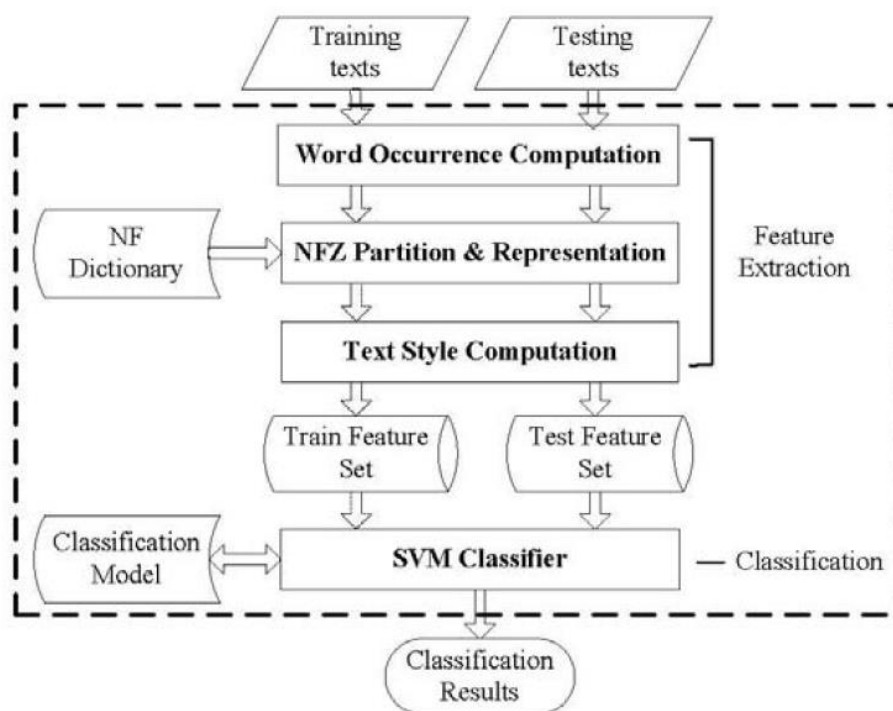 Training
texts
Testing
texts
Word Occurrence Computation
NF
Dictionary
NFZ Partition & Representation
Feature
Extraction
Text Style Computation
Train Feature
Set
Test Feature
Set
Classification
Model
SVM Classifier
Classification
Classification
Results